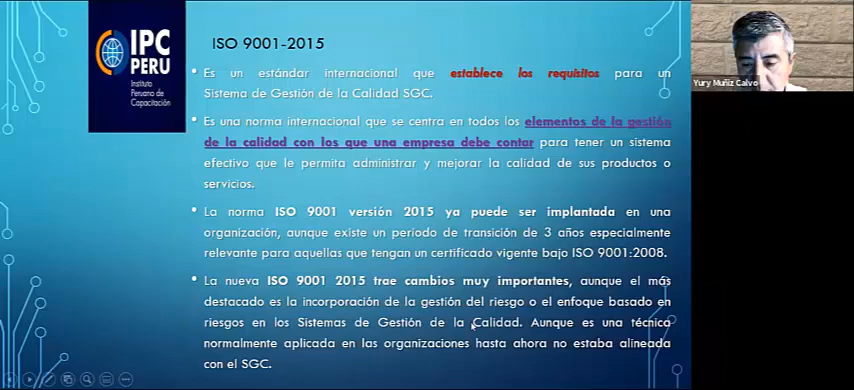 IPC
PERU
Instituto
Peruano de
Capacitación
ISO 9001-2015
Yury Muñiz Calvo
• Es un estándar internacional que establece los requisitos para un
Sistema de Gestión de la Calidad SGC.
• Es una norma internacional que se centra en todos los elementos de la gestión
de la calidad con los que una empresa debe contar para tener un sistema
efectivo que le permita administrar y mejorar la calidad de sus productos o
servicios.
• La norma ISO 9001 versión 2015 ya puede ser implantada en una
organización, aunque existe un período de transición de 3 años especialmente
relevante para aquellas que tengan un certificado vigente bajo ISO 9001:2008.
• La nueva ISO 9001 2015 trae cambios muy importantes, aunque el más
destacado es la incorporación de la gestión del riesgo o el enfoque basado en
riesgos en los Sistemas de Gestión de la Calidad. Aunque es una técnica
normalmente aplicada en las organizaciones hasta ahora no estaba alineada
con el SGC.